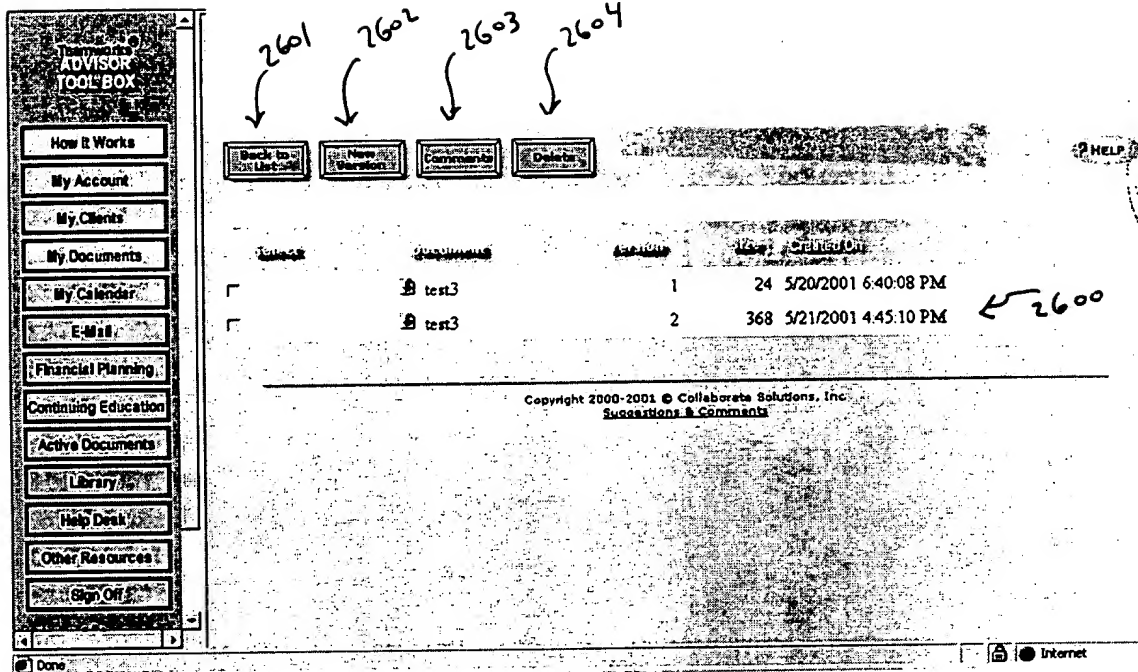 2601 2602 2603 2604
Teamworks
ADVISOR
TOOL BOX
How It Works
My Account
My Clients
My Documents
My Calendar
E-Mail
Financial Planning
Continuing Education
Active Documents
Library
Help Desk
Other Resources
Sign Off
Back to List
New Version
Comments
Delete
? HELP
Created On
test3 1 24 5/20/2001 6:40:08 PM
test3 2 368 5/21/2001 4:45:10 PM
2600
Copyright 2000-2001 © Collaborate Solutions, Inc
Suggestions & Comments
Done
Internet